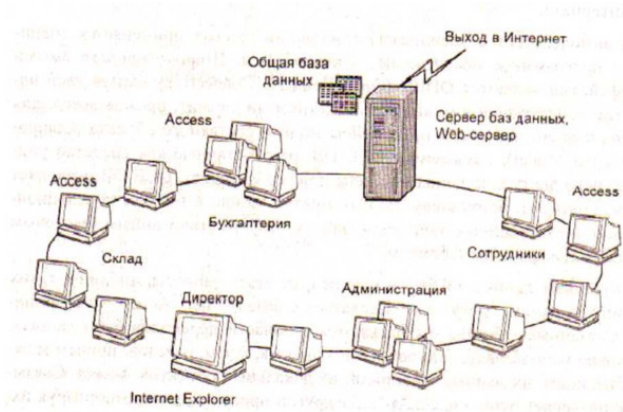 Выход в Интернет
Общая база
данных
Сервер баз данных,
Web-сервер
Access
Access
Access
Бухгалтерия
Склад
Сотрудники
Директор
Администрация
Internet Explorer